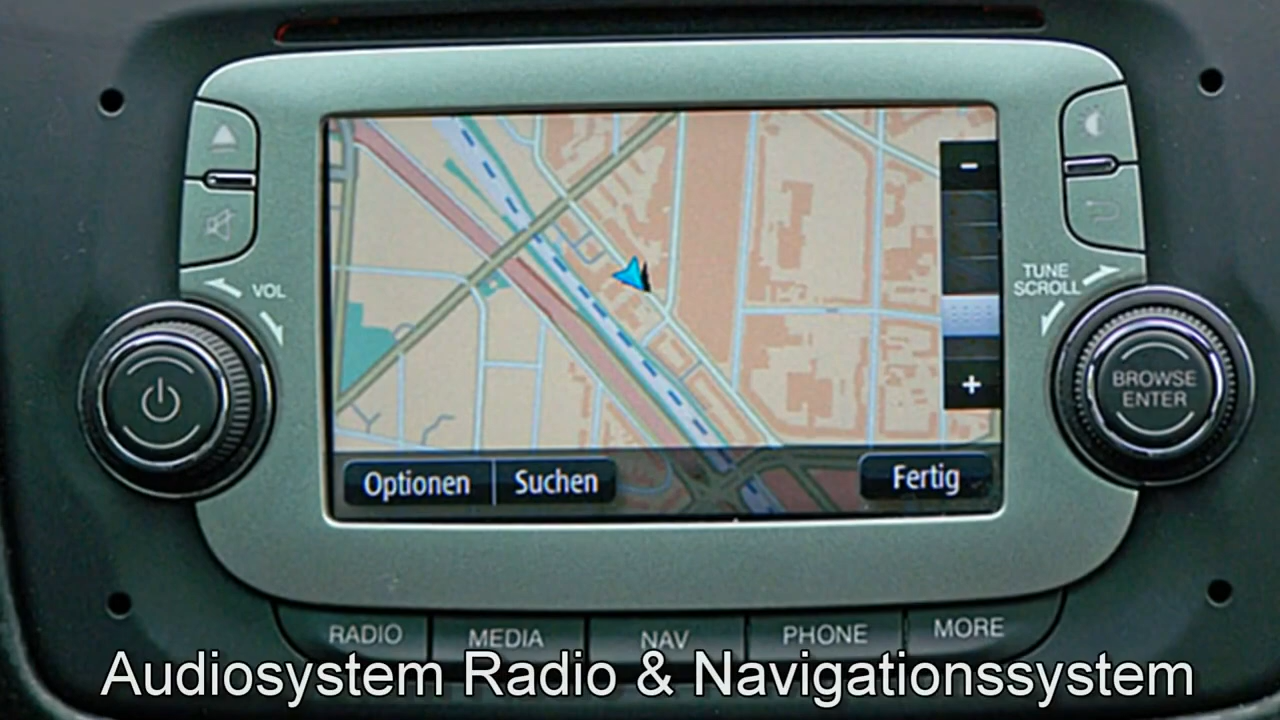 VOL
TUNE
SCROLL
BROWSE
ENTER
-
+
Optionen Suchen Fertig
RADIO MEDIA NAV PHONE MORE
Audiosystem Radio & Navigationssystem